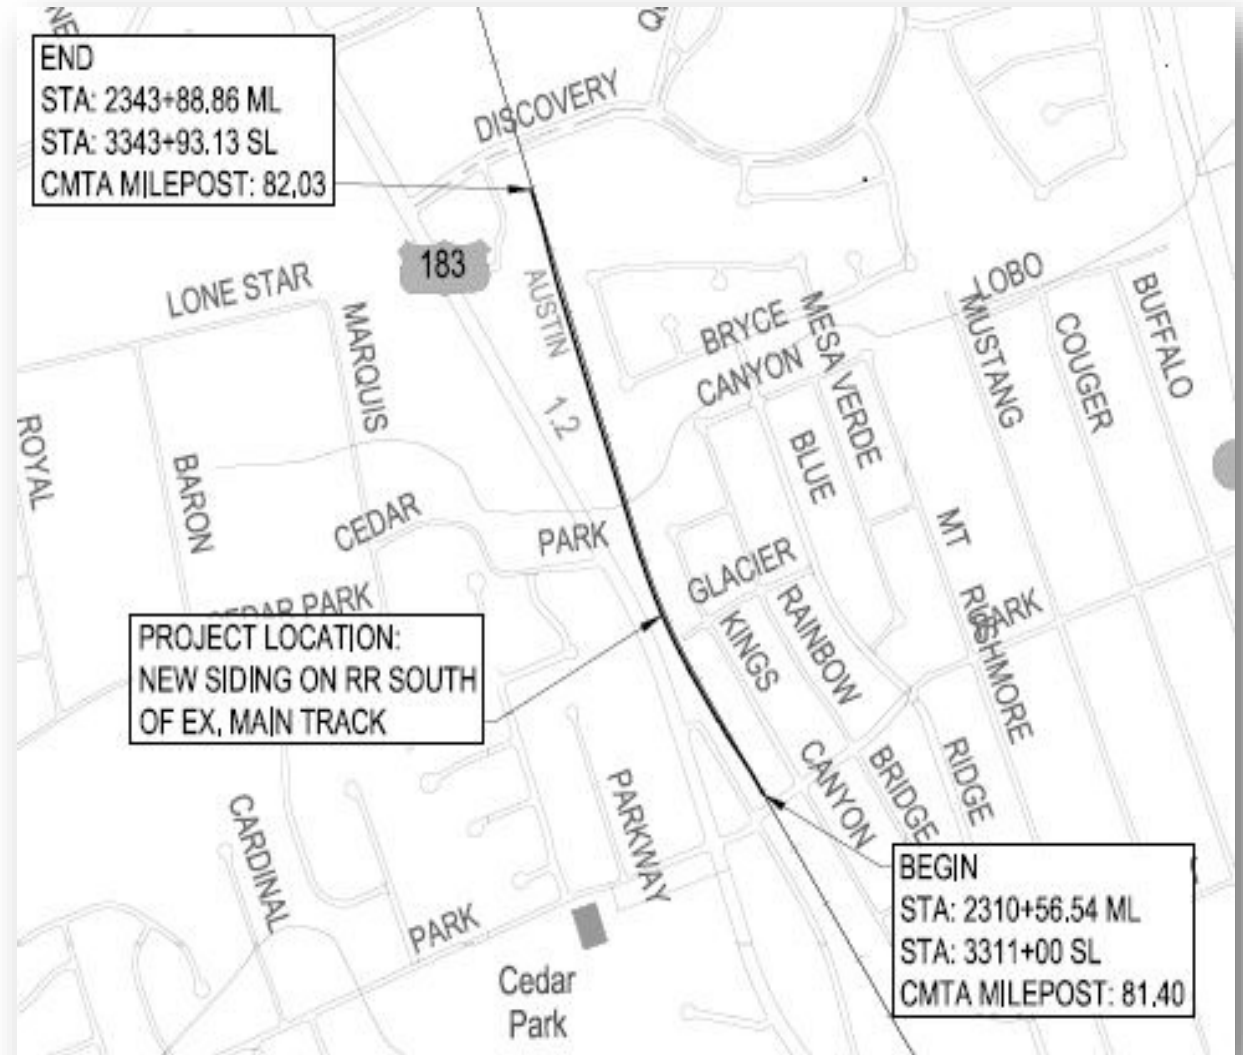 END
STA: 2343+88.86 ML
STA: 3343+93.13 SL
CMTA MILEPOST: 82.03
DISCOVERY
183
LONE STAR
MARQUIS
AUSTIN
1.2
BRYCE
CANYON
MESA VERDE
LOBO
MUSTANG
COUGER
BUFFALO
ROYAL
BARON
CEDAR
PARK
BLUE
MT
RUSHMORE
GLACIER
KINGS
RAINBOW
PARK
CEDAR PARK
PROJECT LOCATION:
NEW SIDING ON RR SOUTH
OF EX. MAIN TRACK
CANYON
BRIDGE
RIDGE
CARDINAL
PARKWAY
PARK
Cedar
Park
BEGIN
STA: 2310+56.54 ML
STA: 3311+00 SL
CMTA MILEPOST: 81.40